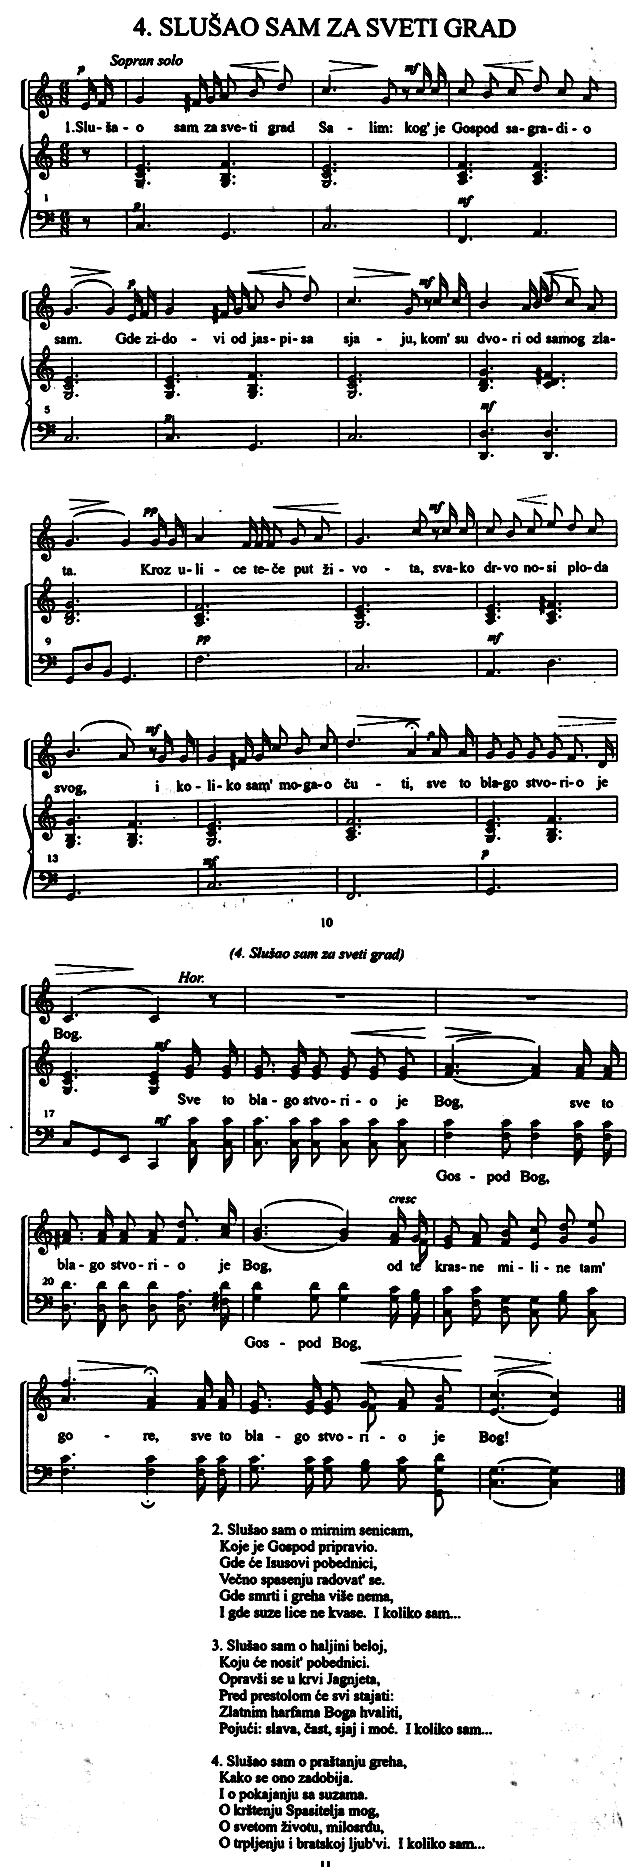 4. SLUŠAO SAM ZA SVETI GRAD
Sopran solo
p mf
1.Slu-ša-o sam za sve-ti grad Sa-lim: kog' je Gospod sa-gra-di-o
1 p mf
p mf
sam. Gde zi-do-vi od jas-pi-sa sja-ju, kom' su dvo-ri od samog zla-
5 p mf
pp mf
ta. Kroz u-li-ce te-če put ži-vo-ta, sva-ko dr-vo no-si plo-da
9 pp mf
mf p
svog, i ko-li-ko sam' mo-ga-o ču-ti, sve to bla-go stvo-ri-o je
13 mf p
10
(4. Slušao sam za sveti grad)
Hor.
Bog.
mf
Sve to bla-go stvo-ri-o je Bog, sve to
17 mf
Gos-pod Bog,
cresc
bla-go stvo-ri-o je Bog, od te kras-ne mi-li-ne tam'
20
Gos-pod Bog,
go-re, sve to bla-go stvo-ri-o je Bog!
2. Slušao sam o mirnim senicam,
Koje je Gospod pripravio.
Gde će Isusovi pobednici,
Večno spasenju radovat' se.
Gde smrti i greha više nema,
I gde suze lice ne kvase. I koliko sam...
3. Slušao sam o haljini beloj,
Koju će nosit' pobednici.
Opravši se u krvi Jagnjeta,
Pred prestolom će svi stajati:
Zlatnim harfama Boga hvaliti,
Pojući: slava, čast, sjaj i moć. I koliko sam...
4. Slušao sam o praštanju greha,
Kako se ono zadobija.
I o pokajanju sa suzama.
O krštenju Spasitelja mog,
O svetom životu, milosrđu,
O trpljenju i bratskoj ljub'vi. I koliko sam...